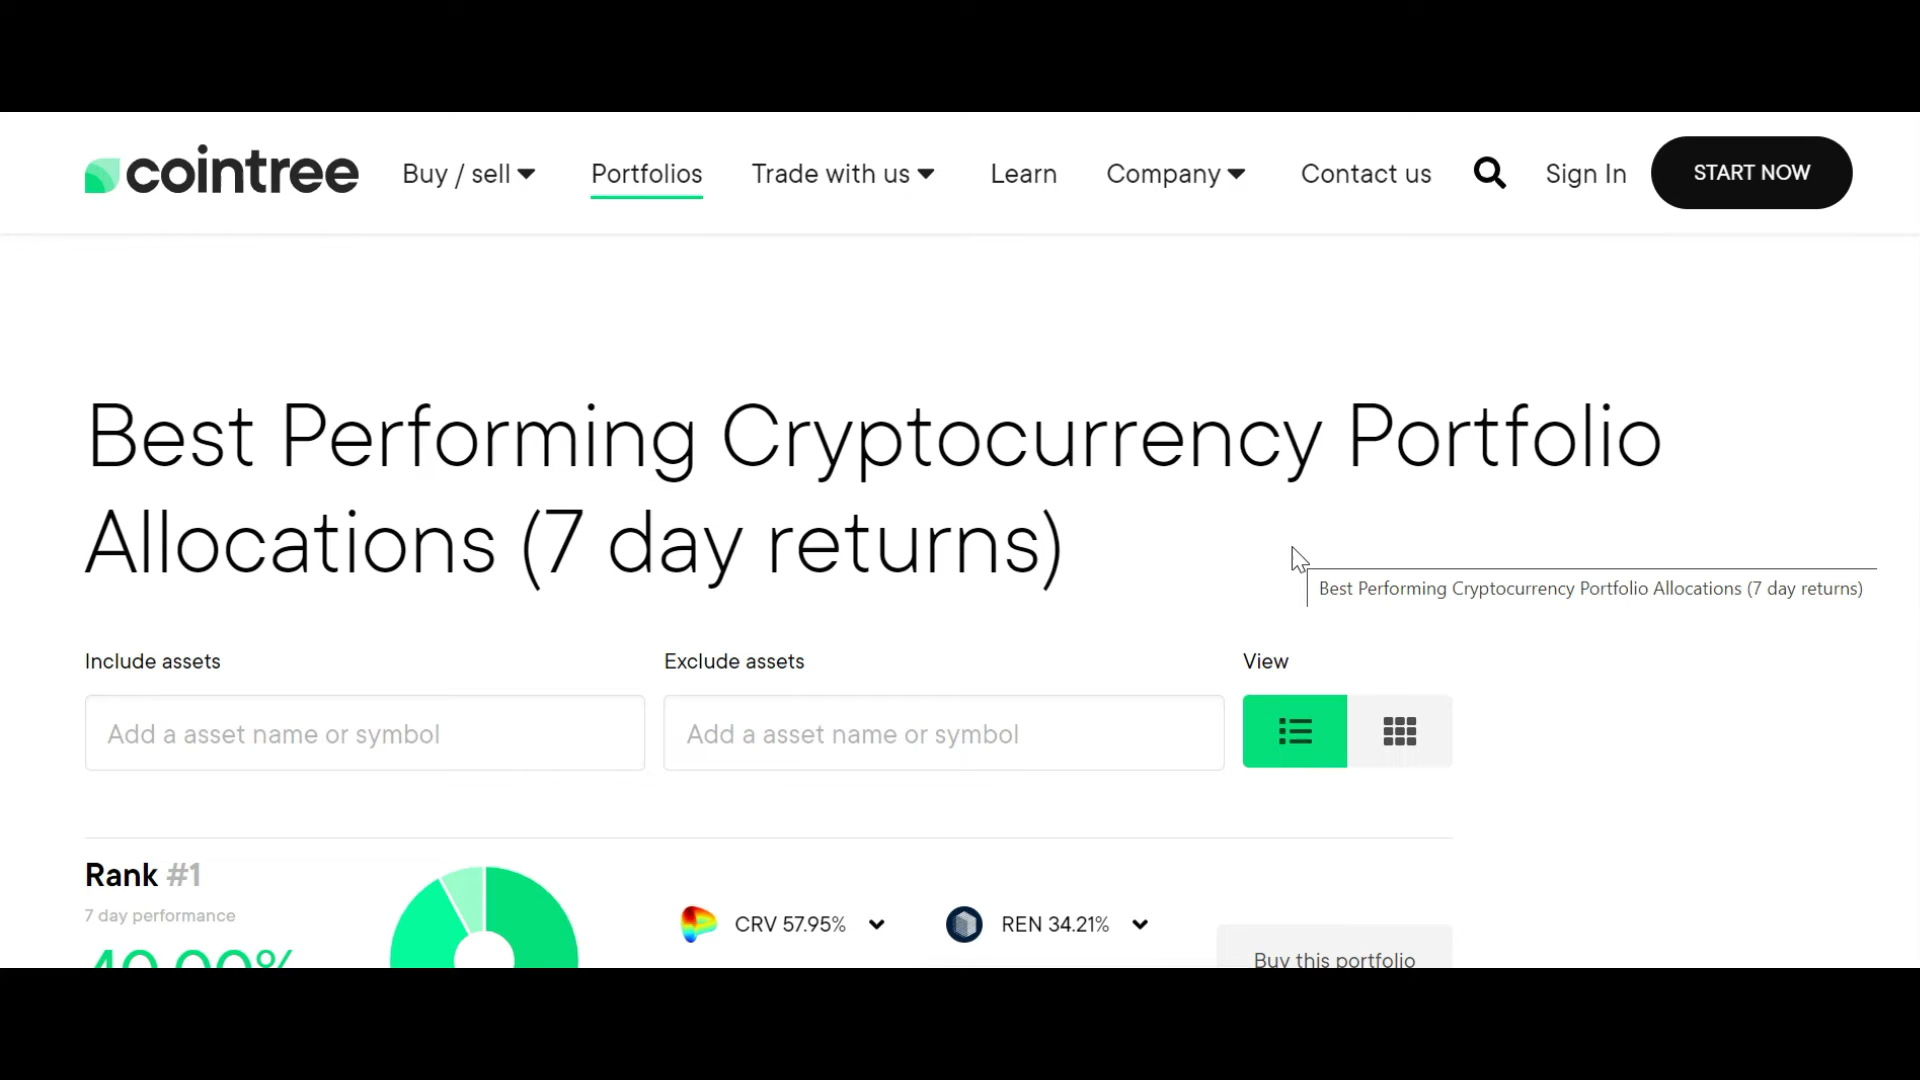 cointree
Buy / sell
Portfolios
Trade with us
Learn
Company
Contact us
Sign In
START NOW
Best Performing Cryptocurrency Portfolio
Allocations (7 day returns)
Best Performing Cryptocurrency Portfolio Allocations (7 day returns)
Include assets
Exclude assets
View
Add a asset name or symbol
Add a asset name or symbol
Rank #1
7 day performance
CRV 57.95%
REN 34.21%
Buy this portfolio